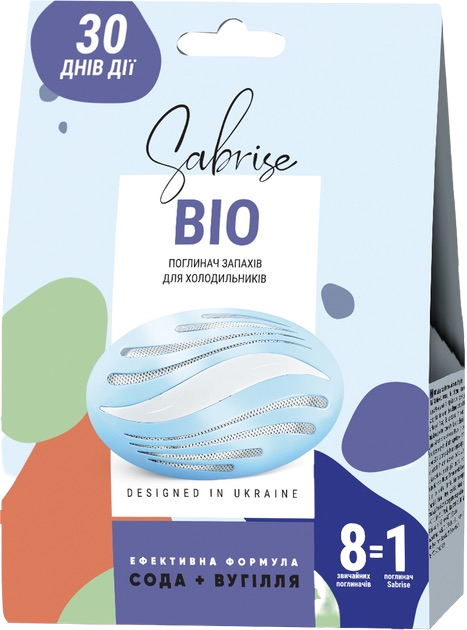 30
ДНІВ ДІЇ
Sabrise
BIO
ПОГЛИНАЧ ЗАПАХІВ
ДЛЯ ХОЛОДИЛЬНИКІВ
DESIGNED IN UKRAINE
ЕФЕКТИВНА ФОРМУЛА
СОДА + ВУГІЛЛЯ
8=1
звичайних поглинач
поглиначів Sabrise